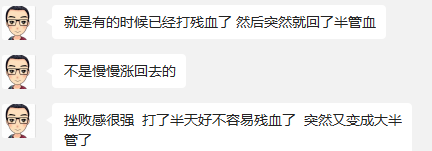 就是有的时候已经打残血了 然后突然就回了半管血
不是慢慢涨回去的
挫败感很强  打了半天好不容易残血了  突然又变成大半
管了